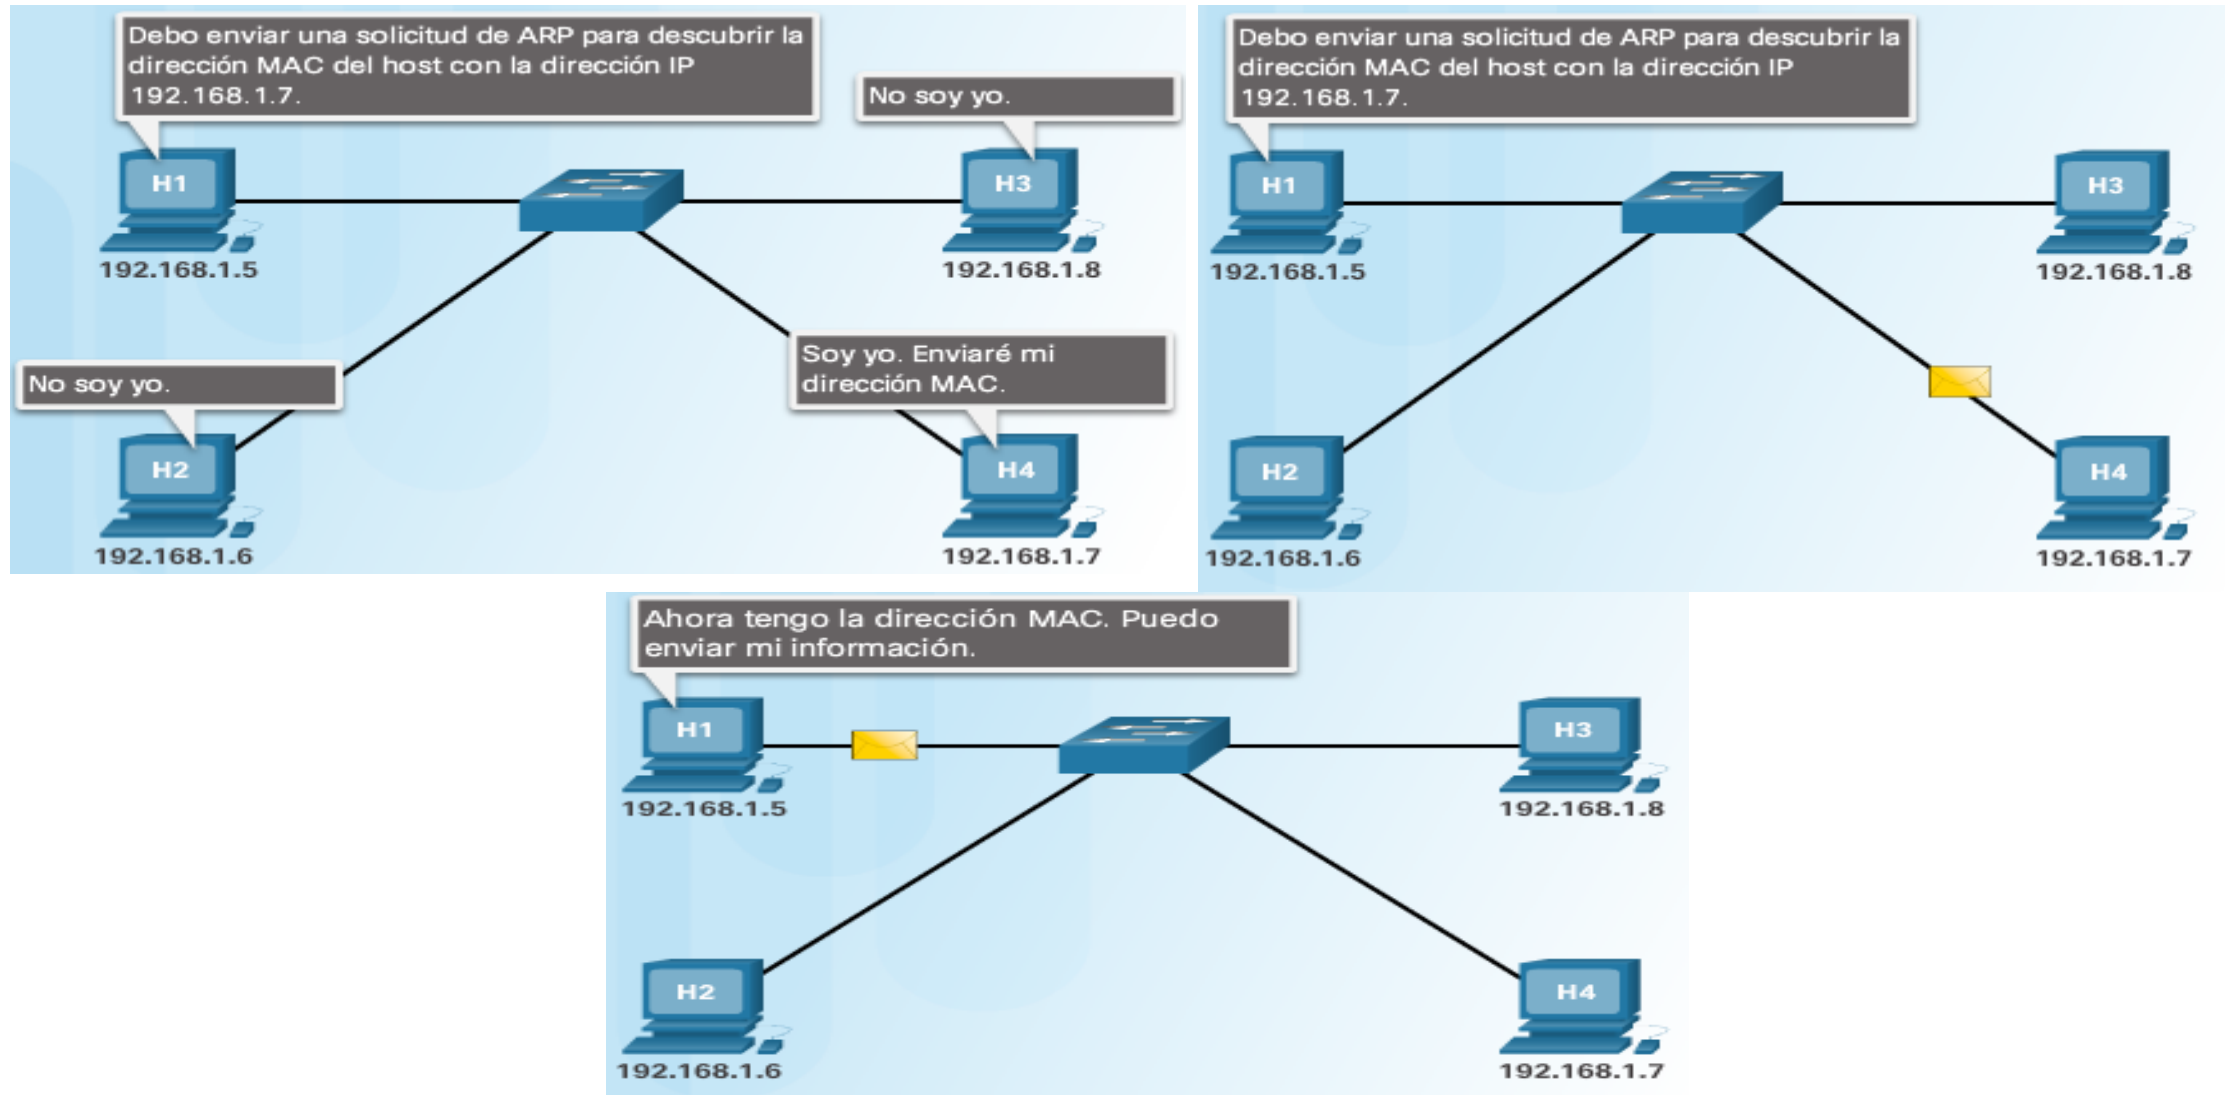 Debo enviar una solicitud de ARP para descubrir la
dirección MAC del host con la dirección IP
192.168.1.7.
No soy yo.
H1
192.168.1.5
H3
192.168.1.8
No soy yo.
Soy yo. Enviaré mi
dirección MAC.
H2
192.168.1.6
H4
192.168.1.7
Debo enviar una solicitud de ARP para descubrir la
dirección MAC del host con la dirección IP
192.168.1.7.
H1
192.168.1.5
H3
192.168.1.8
H2
192.168.1.6
H4
192.168.1.7
Ahora tengo la dirección MAC. Puedo
enviar mi información.
H1
192.168.1.5
H3
192.168.1.8
H2
192.168.1.6
H4
192.168.1.7